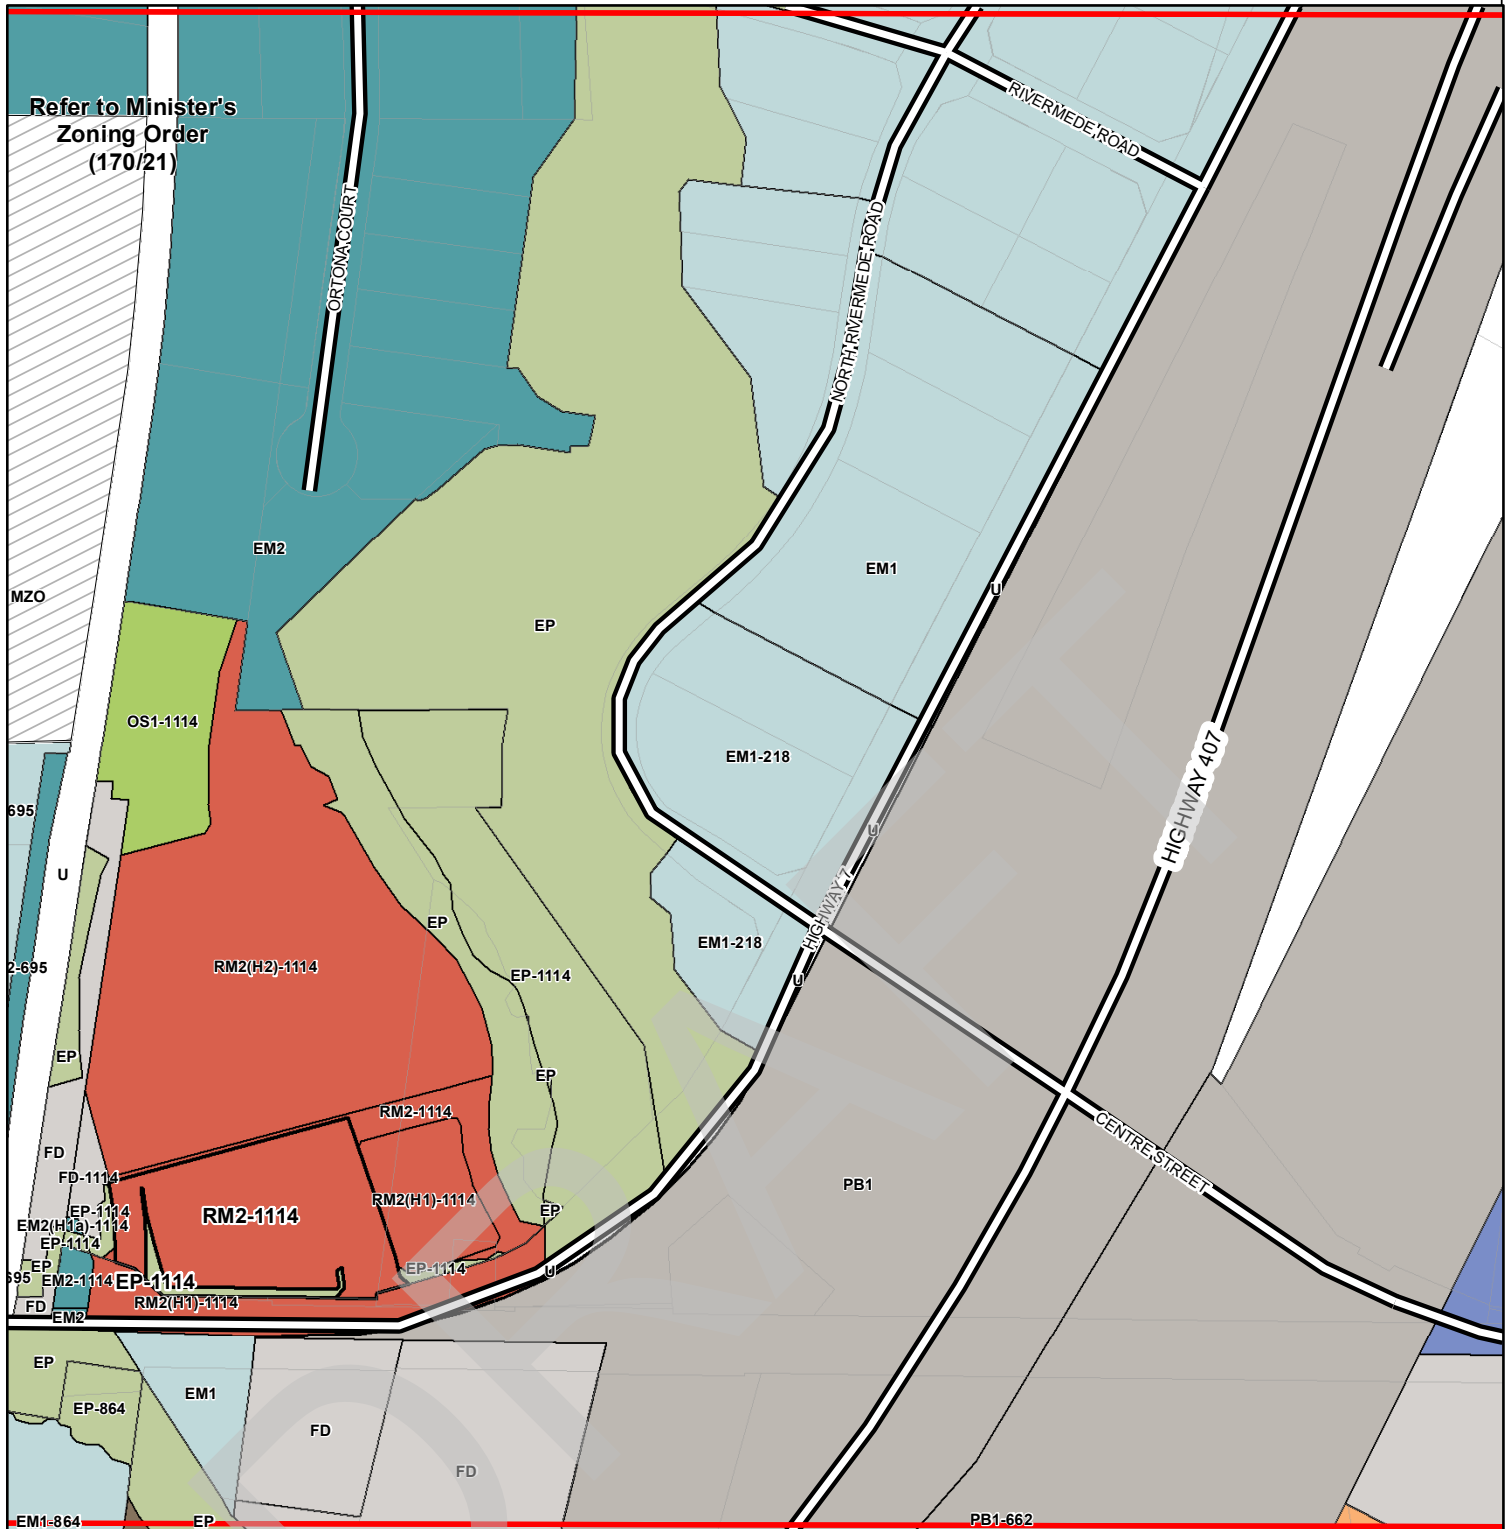 Refer to Minister's
Zoning Order
(170/21)
RIVERMEDE ROAD
ORTONA COURT
NORTH RIVERMEDE ROAD
EM2
EM1
U
MZO
EP
OS1-1114
EM1-218
HIGHWAY 407
695
U
U
HIGHWAY 7
EP
EM1-218
2-695
RM2(H2)-1114
EP-1114
U
EP
EP
RM2-1114
CENTRE STREET
FD
FD-1114
PB1
RM2(H1)-1114
EP-1114
RM2-1114
EP
EM2(H1a)-1114
EP-1114
EP
EP-1114
U
695
EM2-1114
EP-1114
RM2(H1)-1114
FD
EM2
EP
EM1
EP-864
FD
FD
EM1-864
EP
PB1-662
DRAFT